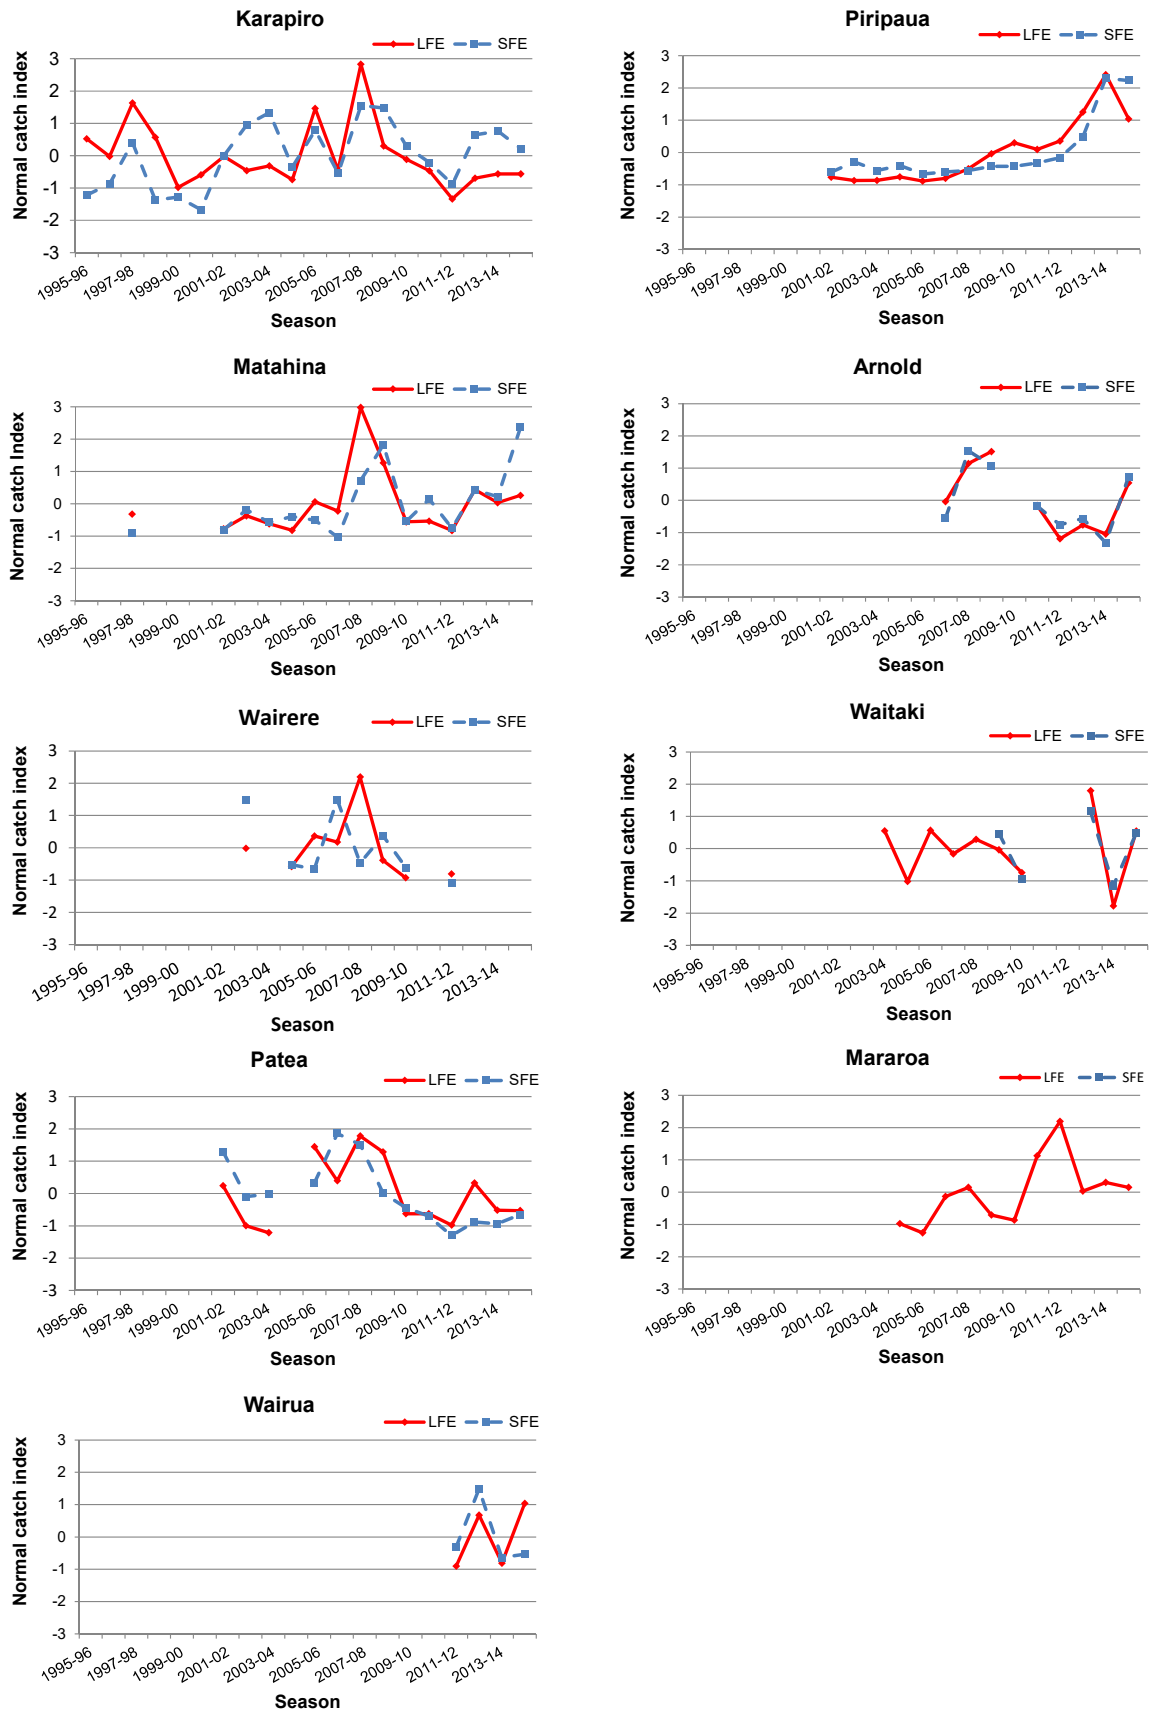 Karapiro
LFE SFE
Normal catch index
3
2
1
0
-1
-2
-3
1995-96 1997-98 1999-00 2001-02 2003-04 2005-06 2007-08 2009-10 2011-12 2013-14
Season
Piripaua
LFE SFE
Normal catch index
3
2
1
0
-1
-2
-3
1995-96 1997-98 1999-00 2001-02 2003-04 2005-06 2007-08 2009-10 2011-12 2013-14
Season
Matahina
LFE SFE
Normal catch Index
3
2
1
0
-1
-2
-3
1995-96 1997-98 1999-00 2001-02 2003-04 2005-06 2007-08 2009-10 2011-12 2013-14
Season
Arnold
LFE SFE
Normal catch index
3
2
1
0
-1
-2
-3
1995-96 1997-98 1999-00 2001-02 2003-04 2005-06 2007-08 2009-10 2011-12 2013-14
Season
Wairere
LFE SFE
Normal catch index
3
2
1
0
-1
-2
-3
1995-96 1997-98 1999-00 2001-02 2003-04 2005-06 2007-08 2009-10 2011-12 2013-14
Season
Waitaki
LFE SFE
Normal catch index
3
2
1
0
-1
-2
-3
1995-96 1997-98 1999-00 2001-02 2003-04 2005-06 2007-08 2009-10 2011-12 2013-14
Season
Patea
LFE SFE
Normal catch index
3
2
1
0
-1
-2
-3
1995-96 1997-98 1999-00 2001-02 2003-04 2005-06 2007-08 2009-10 2011-12 2013-14
Season
Mararoa
LFE SFE
Normal catch index
3
2
1
0
-1
-2
-3
1995-96 1997-98 1999-00 2001-02 2003-04 2005-06 2007-08 2009-10 2011-12 2013-14
Season
Wairua
LFE SFE
Normal catch index
3
2
1
0
-1
-2
-3
1995-96 1997-98 1999-00 2001-02 2003-04 2005-06 2007-08 2009-10 2011-12 2013-14
Season